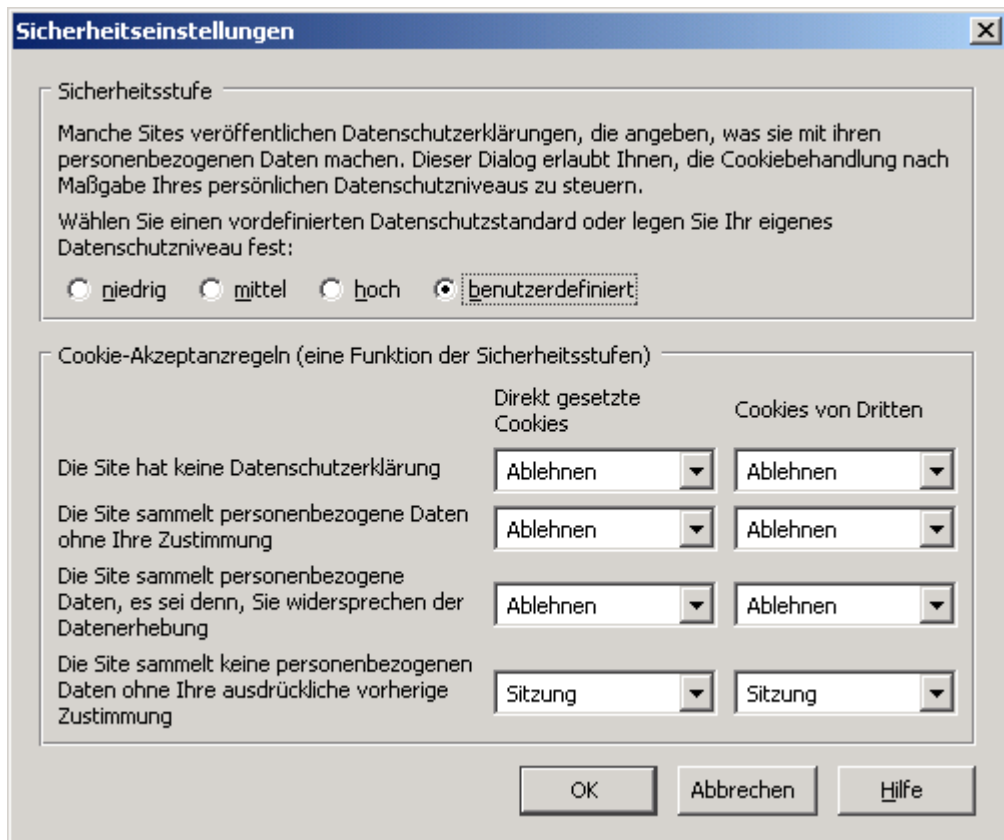 Sicherheitseinstellungen
Sicherheitsstufe
Manche Sites veröffentlichen Datenschutzerklärungen, die angeben, was sie mit ihren
personenbezogenen Daten machen. Dieser Dialog erlaubt Ihnen, die Cookiebehandlung nach
Maßgabe Ihres persönlichen Datenschutzniveaus zu steuern.
Wählen Sie einen vordefinierten Datenschutzstandard oder legen Sie Ihr eigenes
Datenschutzniveau fest:
niedrig mittel hoch benutzerdefiniert
Cookie-Akzeptanzregeln (eine Funktion der Sicherheitsstufen)
Direkt gesetzte
Cookies
Cookies von Dritten
Die Site hat keine Datenschutzerklärung
Ablehnen Ablehnen
Die Site sammelt personenbezogene Daten
ohne Ihre Zustimmung
Ablehnen Ablehnen
Die Site sammelt personenbezogene
Daten, es sei denn, Sie widersprechen der
Datenerhebung
Ablehnen Ablehnen
Die Site sammelt keine personenbezogenen
Daten ohne Ihre ausdrückliche vorherige
Zustimmung
Sitzung Sitzung
OK Abbrechen Hilfe